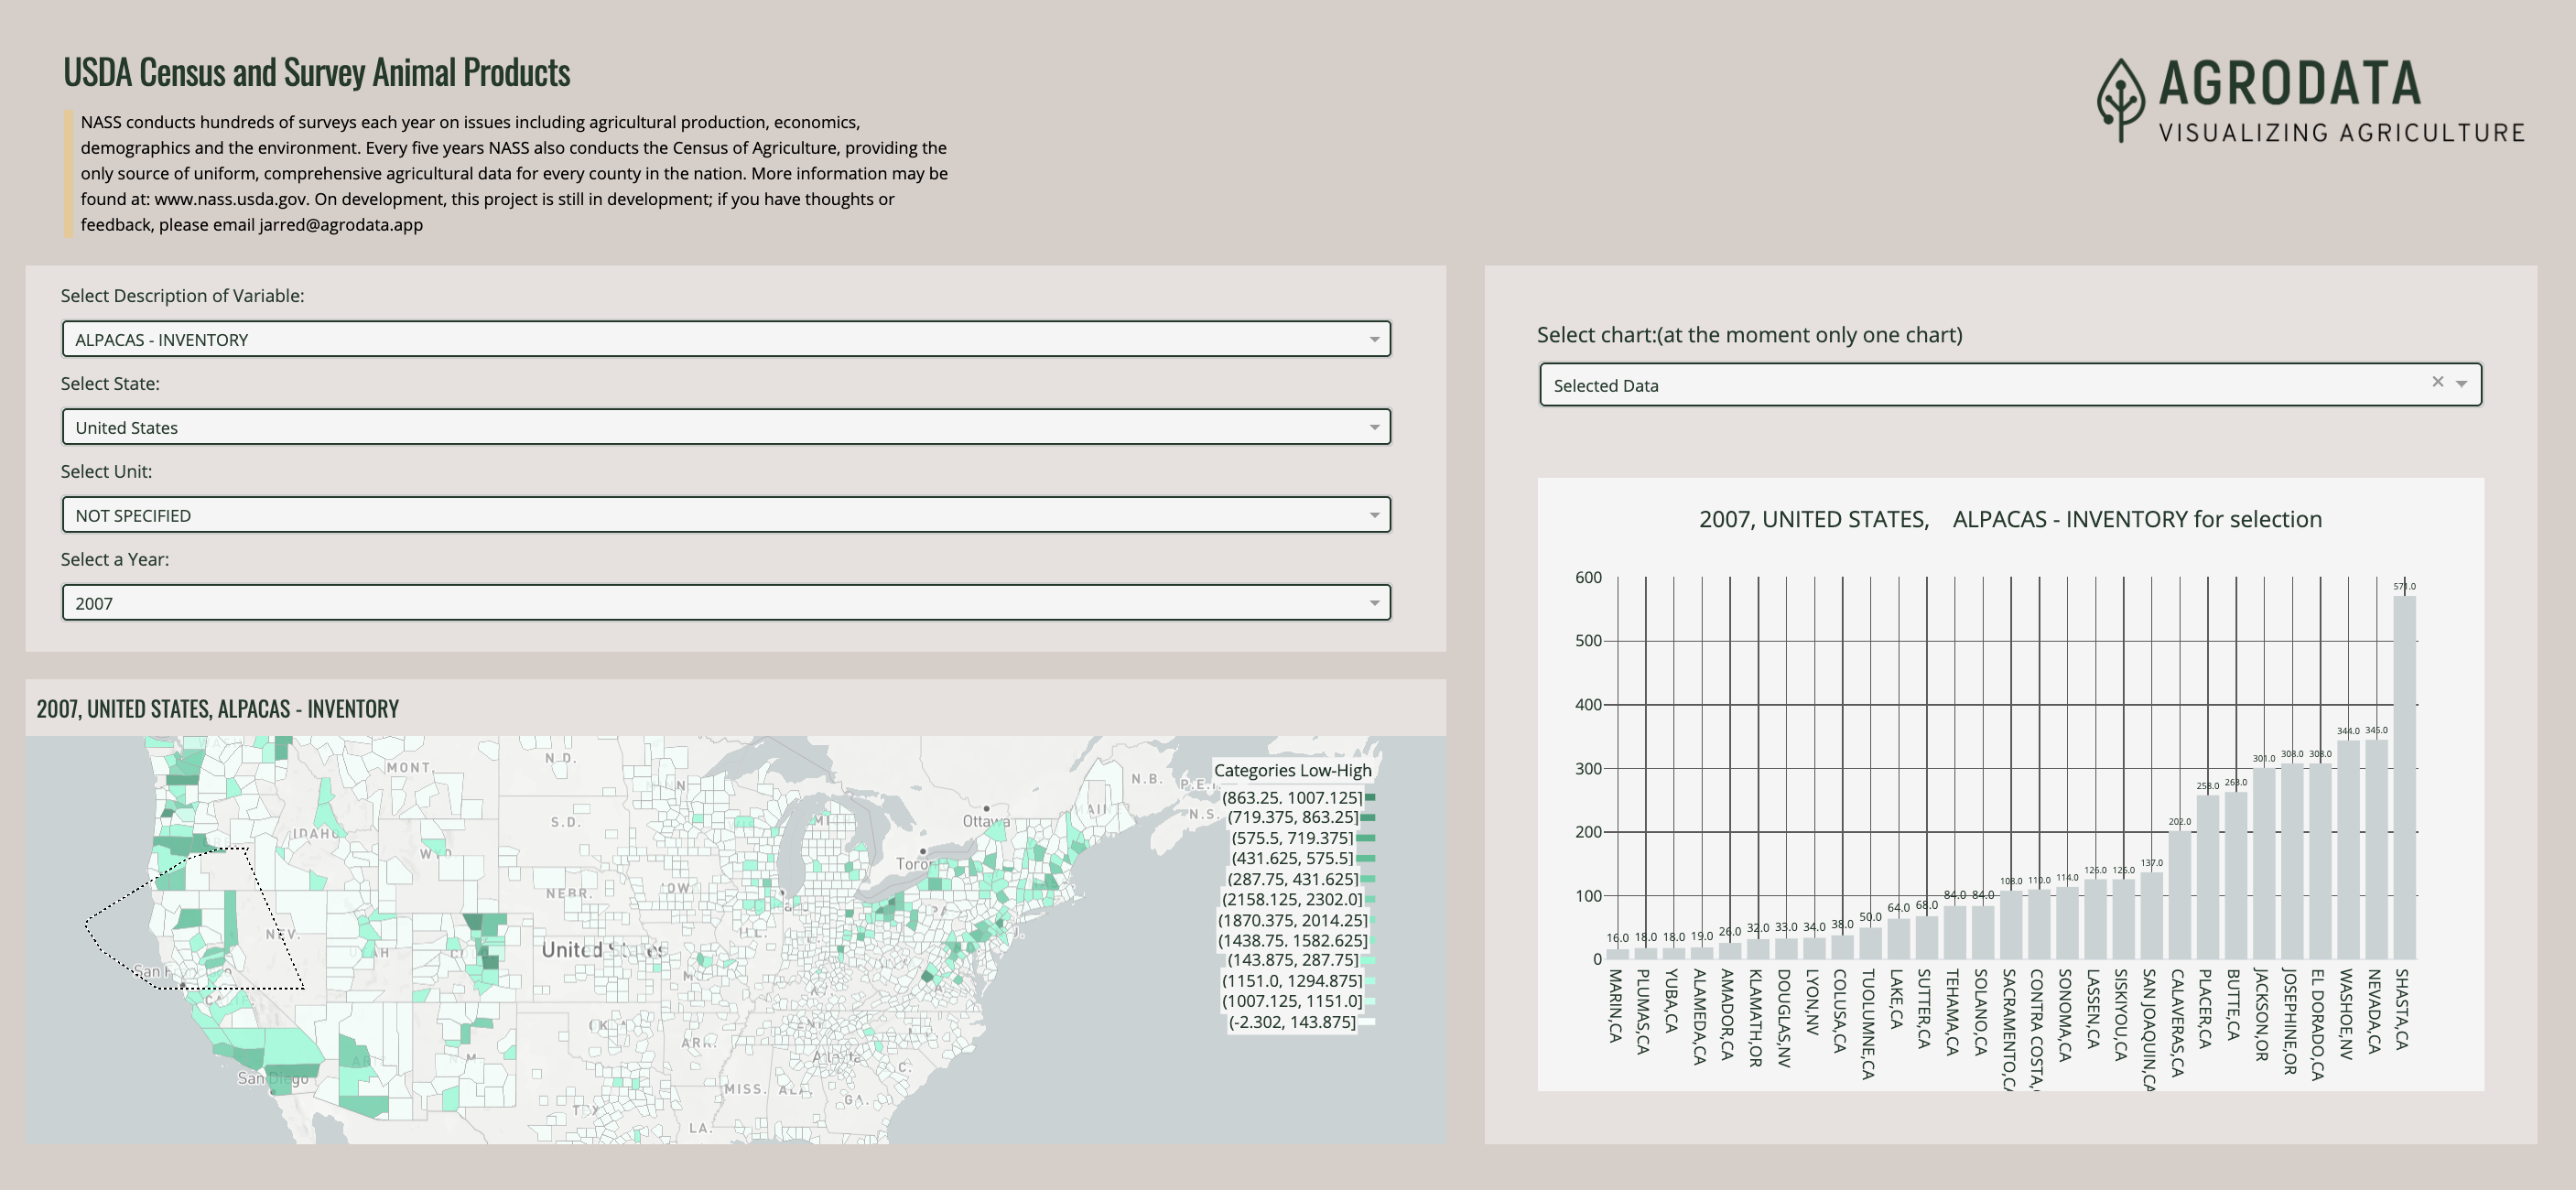 USDA Census and Survey Animal Products
AGRODATA
VISUALIZING AGRICULTURE
NASS conducts hundreds of surveys each year on issues including agricultural production, economics,
demographics and the environment. Every five years NASS also conducts the Census of Agriculture, providing the
only source of uniform, comprehensive agricultural data for every county in the nation. More information may be
found at: www.nass.usda.gov. On development, this project is still in development; if you have thoughts or
feedback, please email jarred@agrodata.app
Select Description of Variable:
ALPACAS - INVENTORY
Select State:
United States
Select Unit:
NOT SPECIFIED
Select a Year:
2007
2007, UNITED STATES, ALPACAS - INVENTORY
MONT.
N.D.
S.D.
IDAHO
NEBR.
NEV.
United States
Ottawa
Toron
N.B.
P.E.I.
N.S.
San Diego
ARK.
MISS.
GA.
LA.
Atlanta
Categories Low-High
(863.25, 1007.125]
(719.375, 863.25]
(575.5, 719.375]
(431.625, 575.5]
(287.75, 431.625]
(2158.125, 2302.0]
(1870.375, 2014.25]
(1438.75, 1582.625]
(143.875, 287.75]
(1151.0, 1294.875]
(1007.125, 1151.0]
(-2.302, 143.875]
Select chart:(at the moment only one chart)
Selected Data
2007, UNITED STATES, ALPACAS - INVENTORY for selection
600
500
400
300
200
100
0
16.0
18.0
18.0
19.0
26.0
32.0
33.0
34.0
38.0
50.0
64.0
68.0
84.0
84.0
108.0
110.0
114.0
126.0
126.0
137.0
202.0
258.0
263.0
301.0
308.0
308.0
344.0
345.0
571.0
MARIN,CA
PLUMAS,CA
YUBA,CA
ALAMEDA,CA
AMADOR,CA
KLAMATH,OR
DOUGLAS,NV
LYON,NV
COLUSA,CA
TUOLUMNE,CA
LAKE,CA
SUTTER,CA
TEHAMA,CA
SOLANO,CA
SACRAMENTO,CA
CONTRA COSTA,
SONOMA,CA
LASSEN,CA
SISKIYOU,CA
SAN JOAQUIN,CA
CALAVERAS,CA
PLACER,CA
BUTTE,CA
JACKSON,OR
JOSEPHINE,OR
EL DORADO,CA
WASHOE,NV
NEVADA,CA
SHASTA,CA